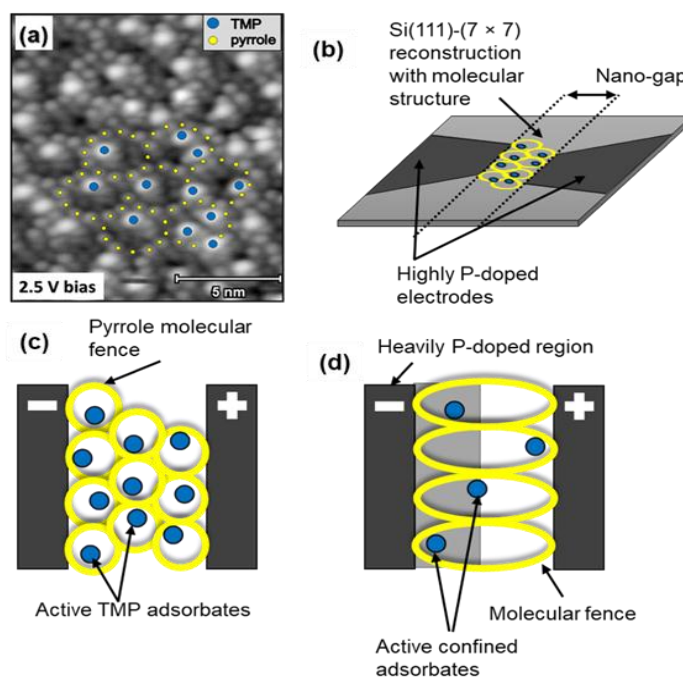 (a)
TMP
pyrrole
2.5 V bias
5 nm
(b)
Si(111)-(7 × 7)
reconstruction
with molecular
structure
Nano-gap
Highly P-doped
electrodes
(c)
Pyrrole molecular
fence
−
+
Active TMP adsorbates
(d)
Heavily P-doped region
−
+
Molecular fence
Active confined
adsorbates